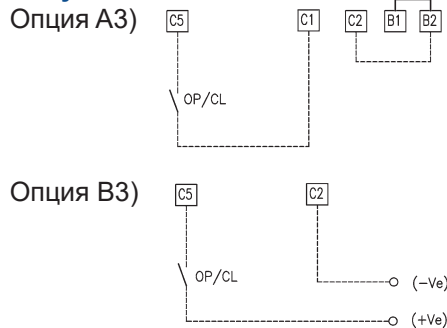 Опция A3)
C5 C1 C2 B1 B2
OP/CL
Опция B3)
C5 C2
OP/CL
(-Ve)
(+Ve)